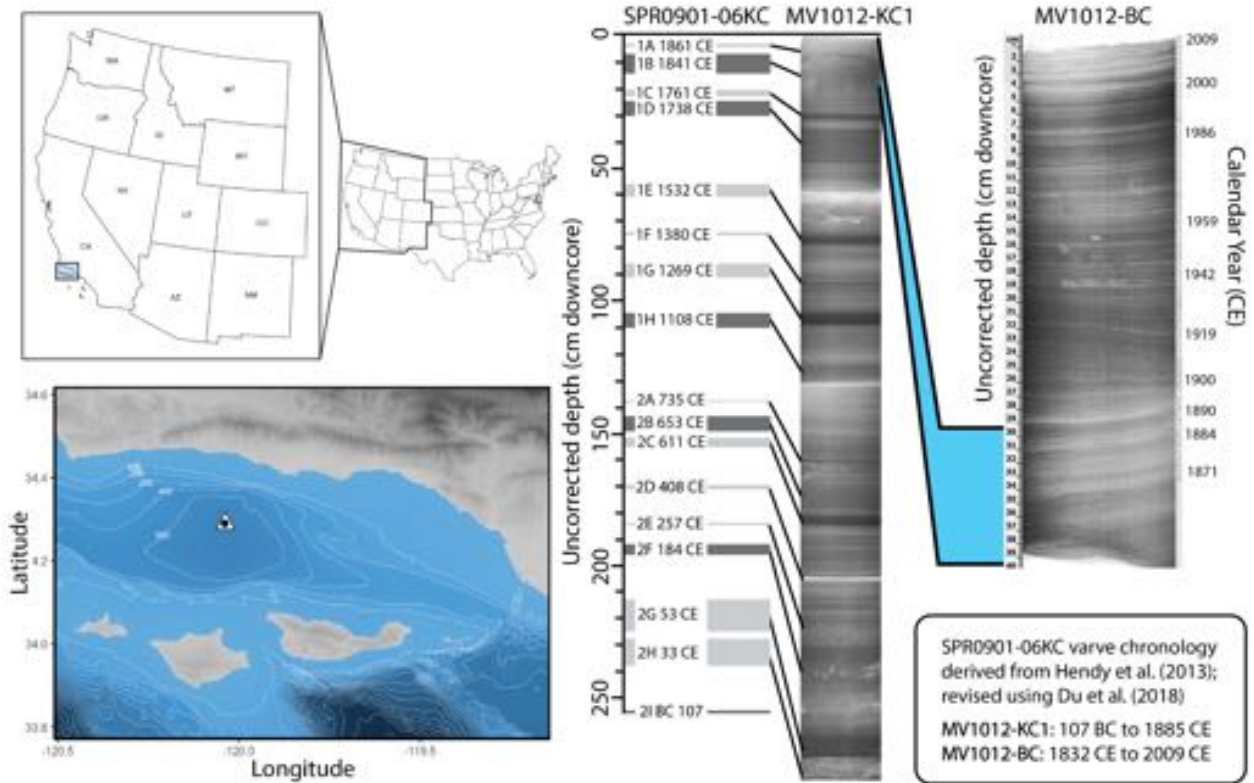 SPR0901-06KC MV1012-KC1 MV1012-BC
WA
MT
OR
ID
WY
NV
UT
CO
CA
AZ
NM
0
50
100
150
200
250
Uncorrected depth (cm downcore)
1A 1861 CE
1B 1841 CE
1C 1761 CE
1D 1738 CE
1E 1532 CE
1F 1380 CE
1G 1269 CE
1H 1108 CE
2A 735 CE
2B 653 CE
2C 611 CE
2D 408 CE
2E 257 CE
2F 184 CE
2G 53 CE
2H 33 CE
2I BC 107
Uncorrected depth (cm downcore)
2009
2000
1986
1959
1942
1919
1900
1890
1884
1871
Calendar Year (CE)
34.6
34.4
34.2
34.0
33.8
Latitude
-120.5 -120.0 -119.5
Longitude
SPR0901-06KC varve chronology
derived from Hendy et al. (2013);
revised using Du et al. (2018)
MV1012-KC1: 107 BC to 1885 CE
MV1012-BC: 1832 CE to 2009 CE